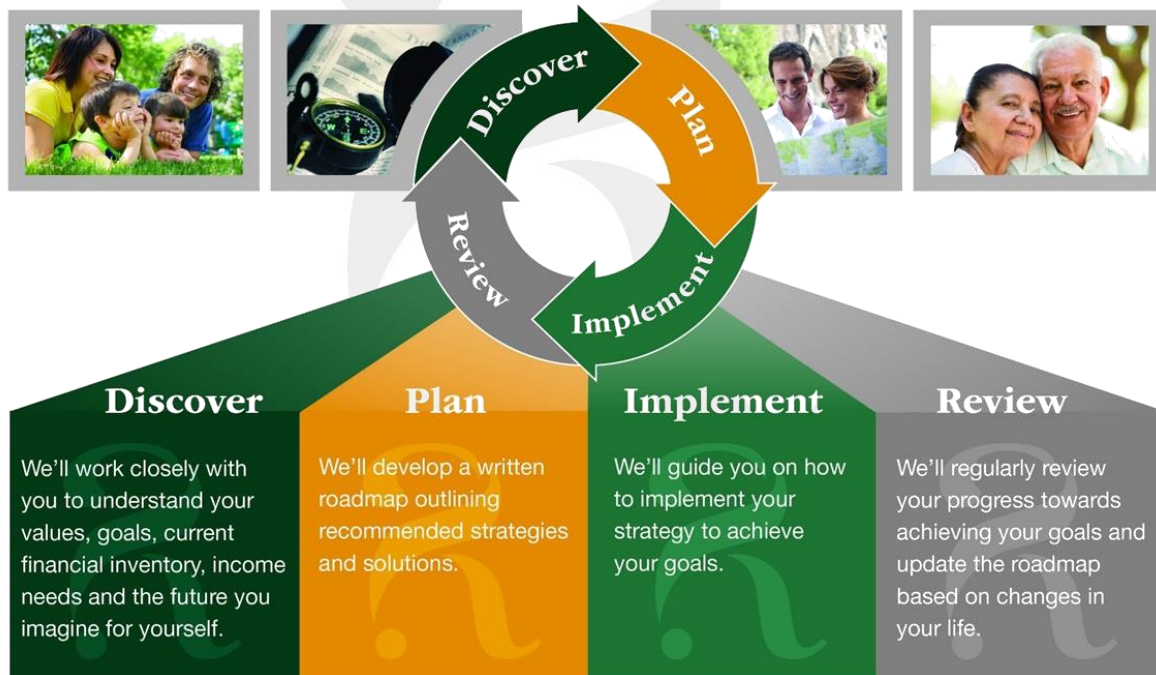 Discover
Plan
Implement
Review
Discover
We'll work closely with
you to understand your
values, goals, current
financial inventory, income
needs and the future you
imagine for yourself.
Plan
We'll develop a written
roadmap outlining
recommended strategies
and solutions.
Implement
We'll guide you on how
to implement your
strategy to achieve
your goals.
Review
We'll regularly review
your progress towards
achieving your goals and
update the roadmap
based on changes in
your life.